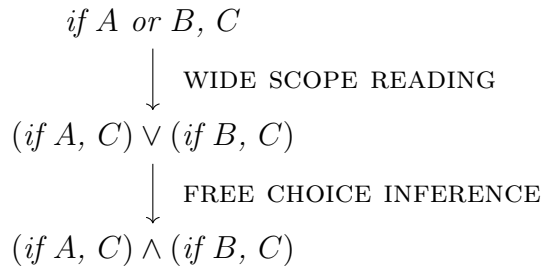 if A or B, C
WIDE SCOPE READING
(if A, C) ∨ (if B, C)
FREE CHOICE INFERENCE
(if A, C) ∧ (if B, C)